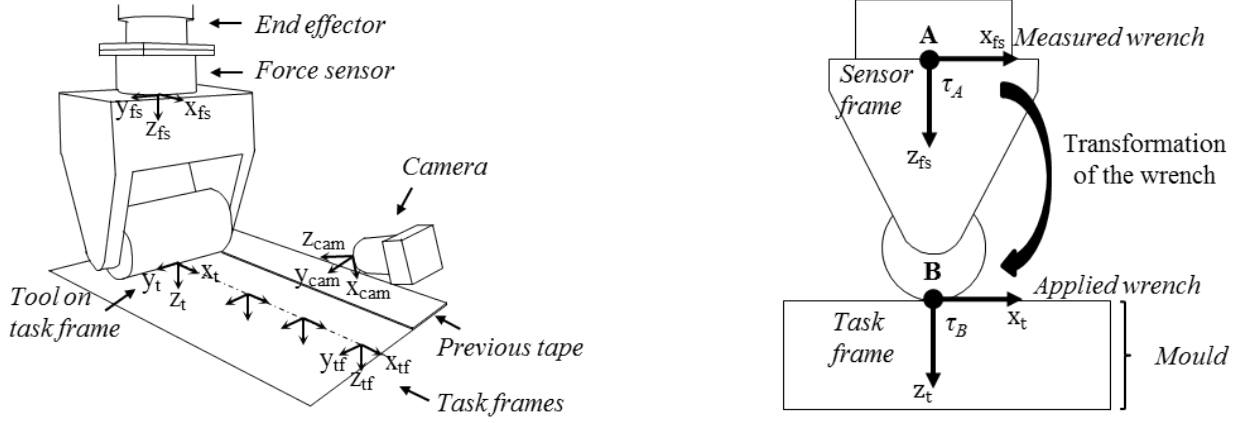 End effector
Force sensor
yfs
xfs
zfs
Camera
zcam
ycam
xcam
yt
xt
zt
Tool on
task frame
Previous tape
ytf
xtf
ztf
Task frames
A
xfs
Measured wrench
Sensor
frame
τA
zfs
Transformation
of the wrench
B
Applied wrench
Task
frame
τB
xt
zt
Mould